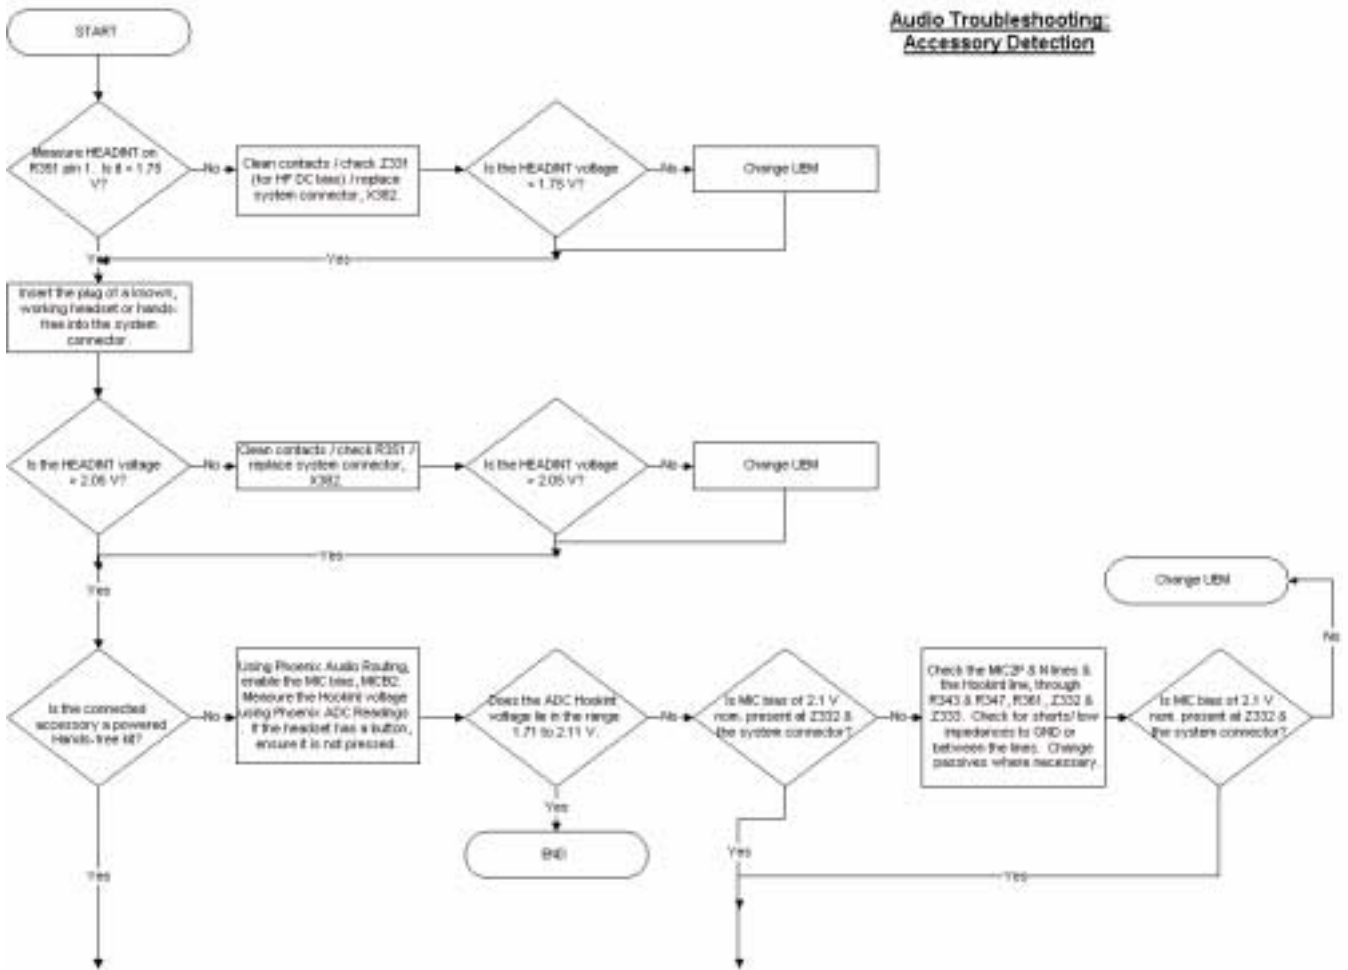 Audio Troubleshooting:
Accessory Detection
START
Measure HEADINT on
R351 pin 1. Is it = 1.75
V?
No
Clean contacts / check Z331
(for HF DC bias) / replace
system connector, X382.
Is the HEADINT voltage
= 1.75 V?
No
Change UEM
Yes
Yes
Insert the plug of a known,
working headset or hands-
free into the system
connector.
Is the HEADINT voltage
= 2.05 V?
No
Clean contacts / check R351 /
replace system connector,
X382.
Is the HEADINT voltage
= 2.05 V?
No
Change UEM
Yes
Yes
Change UEM
No
Is the connected
accessory a powered
Hands-free kit?
No
Using Phoenix Audio Routing,
enable the MIC bias, MICB2.
Measure the Hookint voltage
using Phoenix ADC Readings
. If the headset has a button,
ensure it is not pressed.
Does the ADC Hookint
voltage lie in the range
1.71 to 2.11 V.
No
Is MIC bias of 2.1 V
nom. present at Z332 &
the system connector?
No
Check the MIC2P & N lines &
the Hookint line, through
R343 & R347, R361, Z332 &
Z333. Check for shorts/ low
impedances to GND or
between the lines. Change
passives where necessary.
Is MIC bias of 2.1 V
nom. present at Z332 &
the system connector?
Yes
END
Yes
Yes
Yes